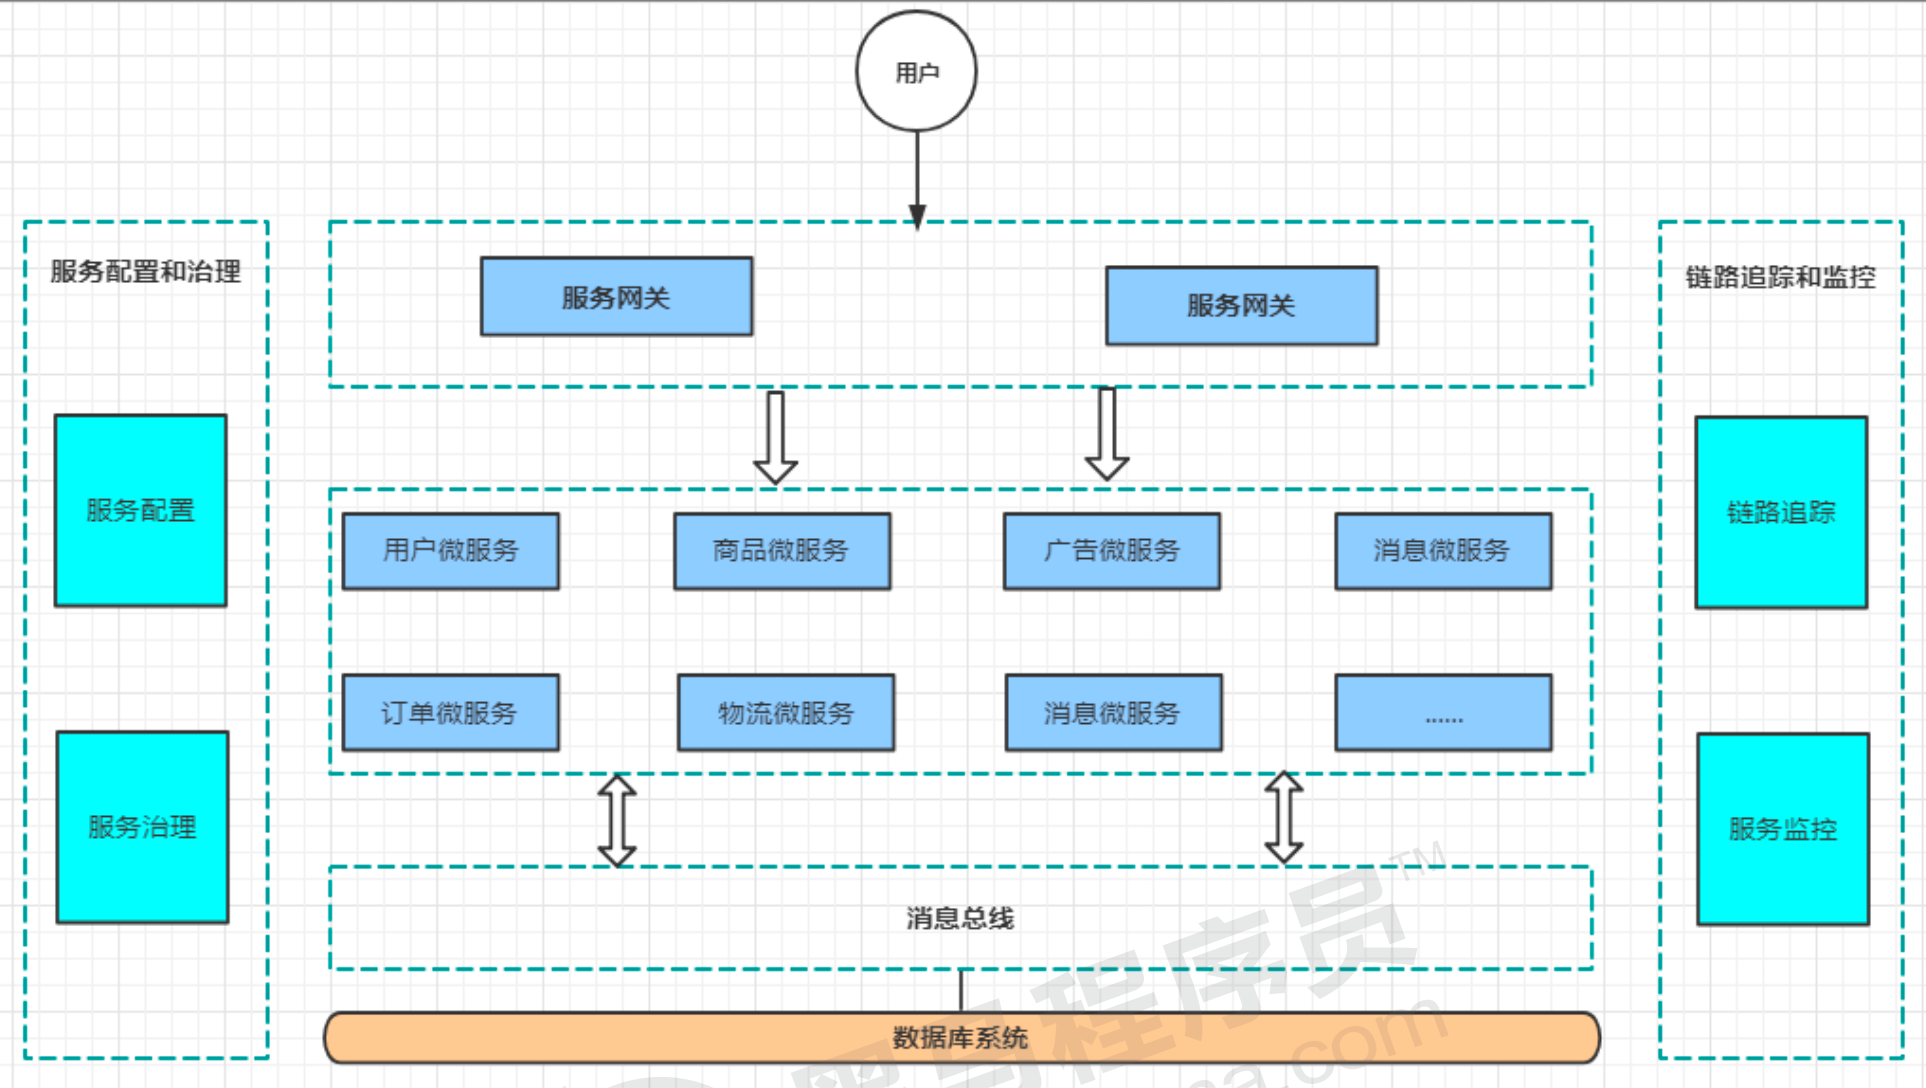 用户
服务配置和治理
服务网关
服务网关
链路追踪和监控
服务配置
用户微服务
商品微服务
广告微服务
消息微服务
链路追踪
订单微服务
物流微服务
消息微服务
......
服务治理
服务监控
消息总线
数据库系统
黑马程序员™